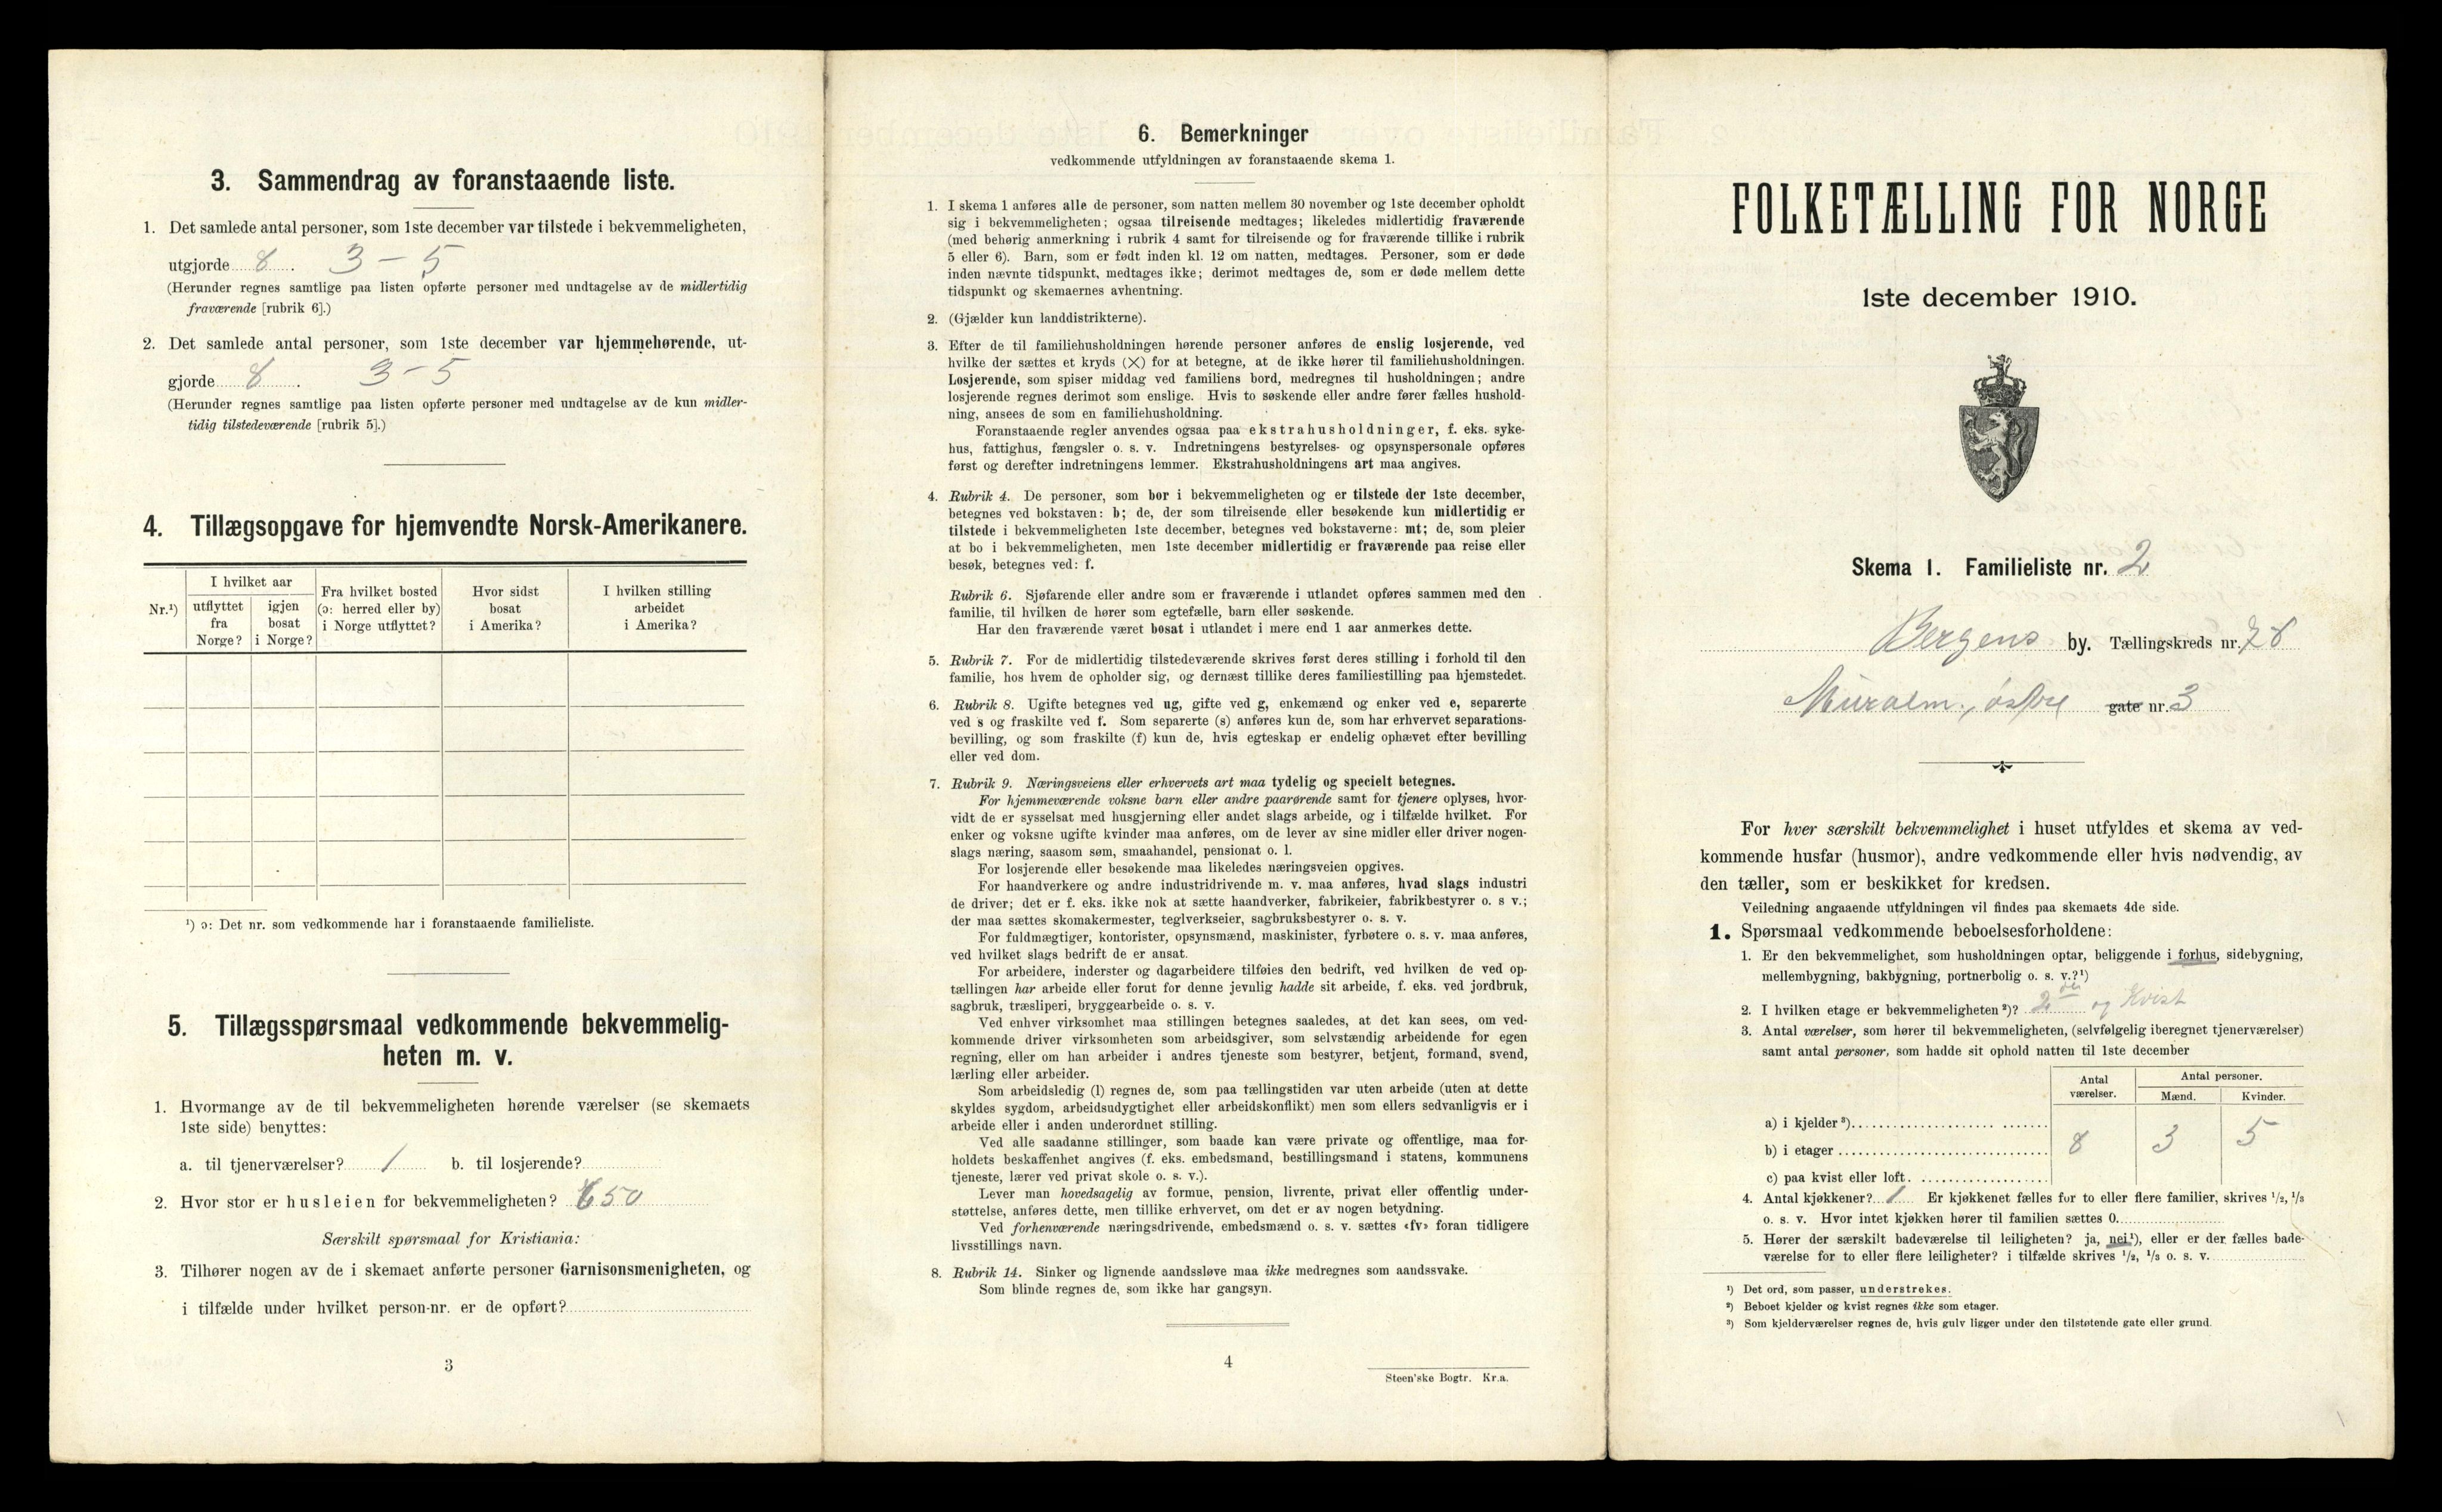 3. Sammendrag av foranstaaende liste.
1. Det samlede antal personer, som 1ste december var tilstede i bekvemmeligheten,
utgjorde 8 . 3 - 5
(Herunder regnes samtlige paa listen opførte personer med undtagelse av de midlertidig
fraværende [rubrik 6].)
2. Det samlede antal personer, som 1ste december var hjemmehørende, ut-
gjorde 8 . 3 - 5
(Herunder regnes samtlige paa listen opførte personer med undtagelse av de kun midler-
tidig tilstedeværende [rubrik 5].)
4. Tillægsopgave for hjemvendte Norsk-Amerikanere.
Nr.¹)
I hvilket aar
utflyttet fra Norge?
igjen bosat i Norge?
Fra hvilket bosted (ɔ: herred eller by) i Norge utflyttet?
Hvor sidst bosat i Amerika?
I hvilken stilling arbeidet i Amerika?
¹) ɔ: Det nr. som vedkommende har i foranstaaende familieliste.
5. Tillægsspørsmaal vedkommende bekvemmelig-
heten m. v.
1. Hvormange av de til bekvemmeligheten hørende værelser (se skemaets
1ste side) benyttes:
a. til tjenerværelser? 1 b. til losjerende?
2. Hvor stor er husleien for bekvemmeligheten? 650
Særskilt spørsmaal for Kristiania:
3. Tilhører nogen av de i skemaet anførte personer Garnisonsmenigheten, og
i tilfælde under hvilket person-nr. er de opført?
3
6. Bemerkninger
vedkommende utfyldningen av foranstaaende skema 1.
1. I skema 1 anføres alle de personer, som natten mellem 30 november og 1ste december opholdt
sig i bekvemmeligheten; ogsaa tilreisende medtages; likeledes midlertidig fraværende
(med behørig anmerkning i rubrik 4 samt for tilreisende og for fraværende tillike i rubrik
5 eller 6). Barn, som er født inden kl. 12 om natten, medtages. Personer, som er døde
inden nævnte tidspunkt, medtages ikke; derimot medtages de, som er døde mellem dette
tidspunkt og skemaernes avhentning.
2. (Gjælder kun landdistrikterne).
3. Efter de til familiehusholdningen hørende personer anføres de enslig losjerende, ved
hvilke der sættes et kryds (×) for at betegne, at de ikke hører til familiehusholdningen.
Losjerende, som spiser middag ved familiens bord, medregnes til husholdningen; andre
losjerende regnes derimot som enslige. Hvis to søskende eller andre fører fælles hushold-
ning, ansees de som en familiehusholdning.
Foranstaaende regler anvendes ogsaa paa ekstrahusholdninger, f. eks. syke-
hus, fattighus, fængsler o. s. v. Indretningens bestyrelses- og opsynspersonale opføres
først og derefter indretningens lemmer. Ekstrahusholdningens art maa angives.
4. Rubrik 4. De personer, som bor i bekvemmeligheten og er tilstede der 1ste december,
betegnes ved bokstaven: b; de, der som tilreisende eller besøkende kun midlertidig er
tilstede i bekvemmeligheten 1ste december, betegnes ved bokstaverne: mt; de, som pleier
at bo i bekvemmeligheten, men 1ste december midlertidig er fraværende paa reise eller
besøk, betegnes ved: f.
Rubrik 6. Sjøfarende eller andre som er fraværende i utlandet opføres sammen med den
familie, til hvilken de hører som egtefælle, barn eller søskende.
Har den fraværende været bosat i utlandet i mere end 1 aar anmerkes dette.
5. Rubrik 7. For de midlertidig tilstedeværende skrives først deres stilling i forhold til den
familie, hos hvem de opholder sig, og dernæst tillike deres familiestilling paa hjemstedet.
6. Rubrik 8. Ugifte betegnes ved ug, gifte ved g, enkemænd og enker ved e, separerte
ved s og fraskilte ved f. Som separerte (s) anføres kun de, som har erhvervet separations-
bevilling, og som fraskilte (f) kun de, hvis egteskap er endelig ophævet efter bevilling
eller ved dom.
7. Rubrik 9. Næringsveiens eller erhvervets art maa tydelig og specielt betegnes.
For hjemmeværende voksne barn eller andre paarørende samt for tjenere oplyses, hvor-
vidt de er sysselsat med husgjerning eller andet slags arbeide, og i tilfælde hvilket. For
enker og voksne ugifte kvinder maa anføres, om de lever av sine midler eller driver nogen-
slags næring, saasom søm, smaahandel, pensionat o. l.
For losjerende eller besøkende maa likeledes næringsveien opgives.
For haandverkere og andre industridrivende m. v. maa anføres, hvad slags industri
de driver; det er f. eks. ikke nok at sætte haandverker, fabrikeier, fabrikbestyrer o. s v.;
der maa sættes skomakermester, teglverkseier, sagbruksbestyrer o. s. v.
For fuldmægtiger, kontorister, opsynsmænd, maskinister, fyrbøtere o. s. v. maa anføres,
ved hvilket slags bedrift de er ansat.
For arbeidere, inderster og dagarbeidere tilføies den bedrift, ved hvilken de ved op-
tællingen har arbeide eller forut for denne jevnlig hadde sit arbeide, f. eks. ved jordbruk,
sagbruk, træsliperi, bryggearbeide o. s. v.
Ved enhver virksomhet maa stillingen betegnes saaledes, at det kan sees, om ved-
kommende driver virksomheten som arbeidsgiver, som selvstændig arbeidende for egen
regning, eller om han arbeider i andres tjeneste som bestyrer, betjent, formand, svend,
lærling eller arbeider.
Som arbeidsledig (l) regnes de, som paa tællingstiden var uten arbeide (uten at dette
skyldes sygdom, arbeidsudygtighet eller arbeidskonflikt) men som ellers sedvanligvis er i
arbeide eller i anden underordnet stilling.
Ved alle saadanne stillinger, som baade kan være private og offentlige, maa for-
holdets beskaffenhet angives (f. eks. embedsmand, bestillingsmand i statens, kommunens
tjeneste, lærer ved privat skole o. s. v.).
Lever man hovedsagelig av formue, pension, livrente, privat eller offentlig under-
støttelse, anføres dette, men tillike erhvervet, om det er av nogen betydning.
Ved forhenværende næringsdrivende, embedsmænd o. s. v. sættes «fv» foran tidligere
livsstillings navn.
8. Rubrik 14. Sinker og lignende aandssløve maa ikke medregnes som aandssvake.
Som blinde regnes de, som ikke har gangsyn.
4
Steen'ske Bogtr. Kr.a.
FOLKETÆLLING FOR NORGE
1ste december 1910.
Skema 1. Familieliste nr. 2
Bergens by. Tællingskreds nr. 78
Muralm., østre gate nr. 3
For hver særskilt bekvemmelighet i huset utfyldes et skema av ved-
kommende husfar (husmor), andre vedkommende eller hvis nødvendig, av
den tæller, som er beskikket for kredsen.
Veiledning angaaende utfyldningen vil findes paa skemaets 4de side.
1. Spørsmaal vedkommende beboelsesforholdene:
1. Er den bekvemmelighet, som husholdningen optar, beliggende i forhus, sidebygning,
mellembygning, bakbygning, portnerbolig o. s. v.?¹)
2. I hvilken etage er bekvemmeligheten²)? 2den og Kvist
3. Antal værelser, som hører til bekvemmeligheten, (selvfølgelig iberegnet tjenerværelser)
samt antal personer, som hadde sit ophold natten til 1ste december
Antal værelser.
Antal personer.
Mænd. Kvinder.
a) i kjelder³)
b) i etager 8 3 5
c) paa kvist eller loft.
4. Antal kjøkkener? 1 Er kjøkkenet fælles for to eller flere familier, skrives ¹/₂, ¹/₃
o. s. v. Hvor intet kjøkken hører til familien sættes 0.
5. Hører der særskilt badeværelse til leiligheten? ja, nei¹), eller er der fælles bade-
værelse for to eller flere leiligheter? i tilfælde skrives ¹/₂, ¹/₃ o. s. v.
¹) Det ord, som passer, understrekes.
²) Beboet kjelder og kvist regnes ikke som etager.
³) Som kjelderværelser regnes de, hvis gulv ligger under den tilstøtende gate eller grund.